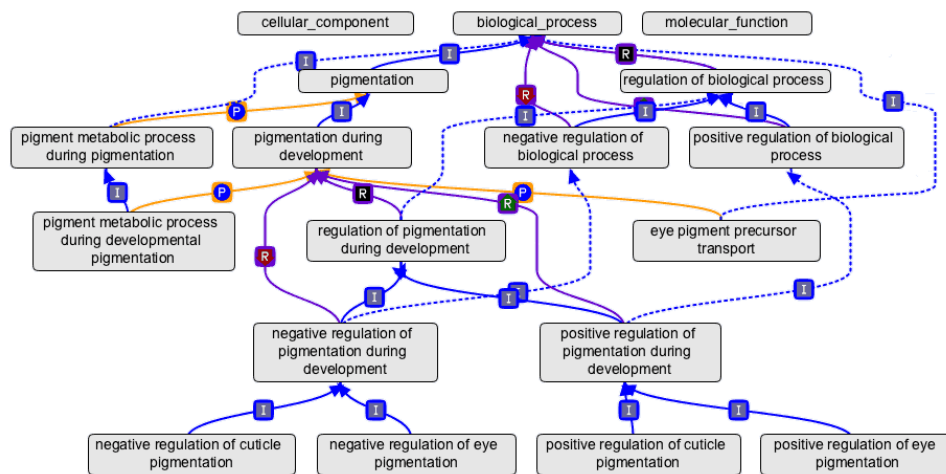 cellular_component
biological_process
molecular_function
I
I
R
pigmentation
regulation of biological process
R
I
P
I
I
I
I
pigment metabolic process
during pigmentation
pigmentation during
development
negative regulation of
biological process
positive regulation of biological
process
I
P
R
R
P
pigment metabolic process
during developmental
pigmentation
regulation of pigmentation
during development
eye pigment precursor
transport
R
I
I
I
negative regulation of
pigmentation during
development
positive regulation of
pigmentation during
development
I
I
I
I
negative regulation of cuticle
pigmentation
negative regulation of eye
pigmentation
positive regulation of cuticle
pigmentation
positive regulation of eye
pigmentation